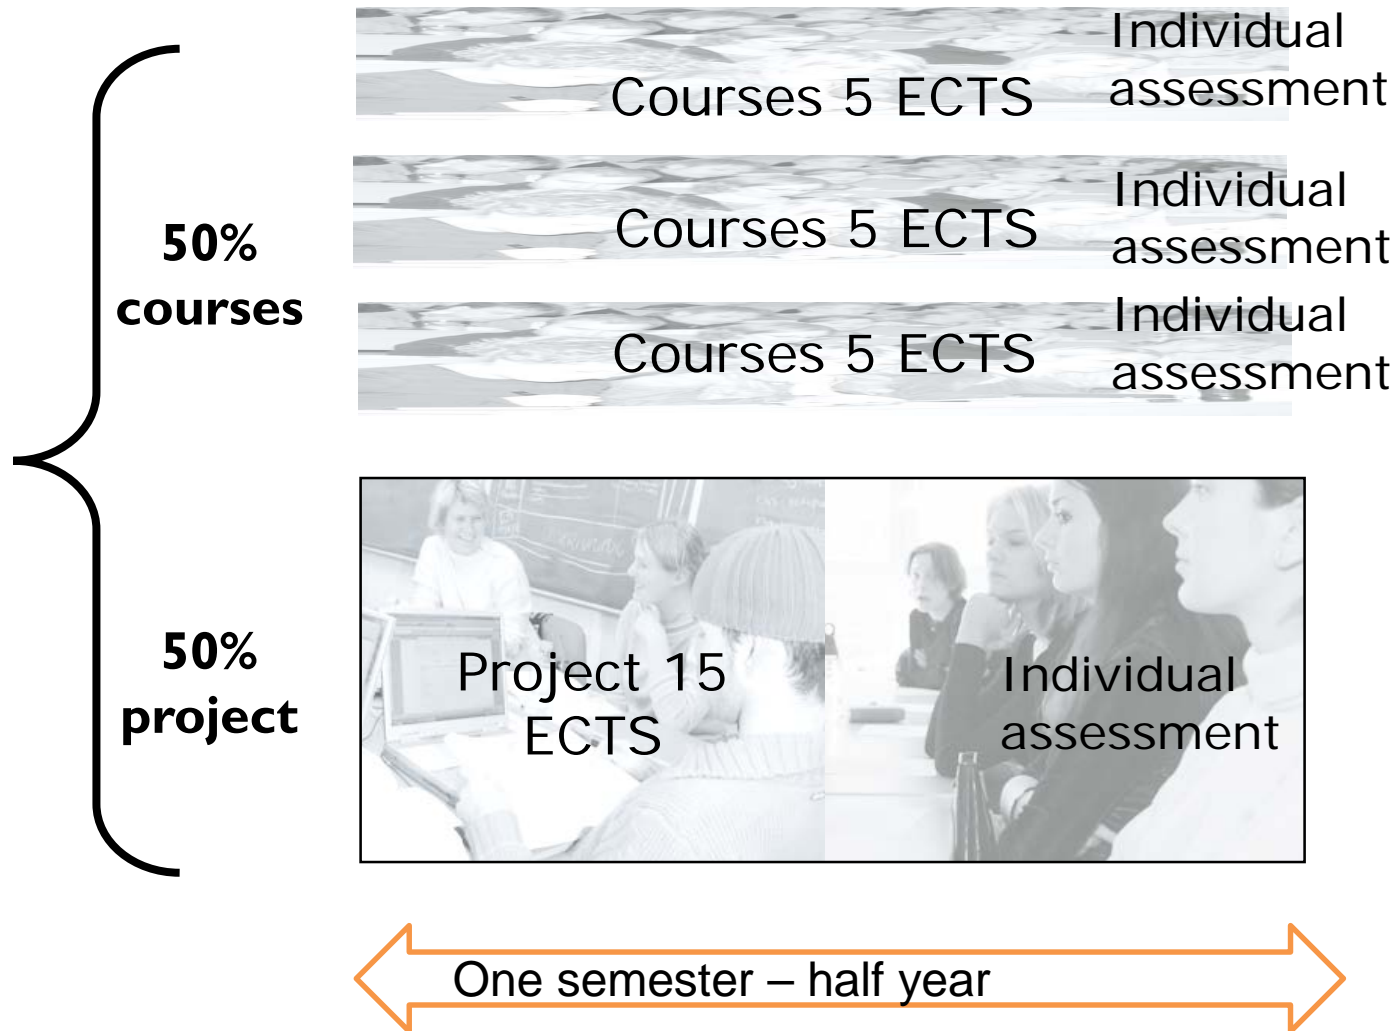 Individual
assessment
Courses 5 ECTS
Individual
assessment
Courses 5 ECTS
50%
courses
Individual
assessment
Courses 5 ECTS
50%
project
Project 15
ECTS
Individual
assessment
One semester – half year